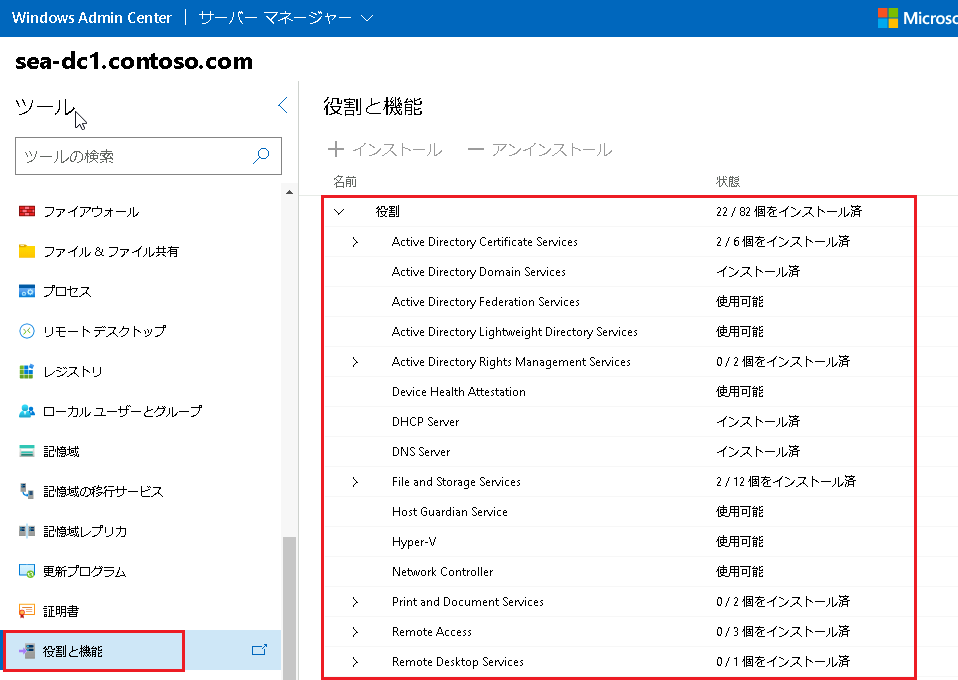 Windows Admin Center サーバー マネージャー
sea-dc1.contoso.com
ツール
ツールの検索
ファイアウォール
ファイル & ファイル共有
プロセス
リモート デスクトップ
レジストリ
ローカル ユーザーとグループ
記憶域
記憶域の移行サービス
記憶域レプリカ
更新プログラム
証明書
役割と機能
役割と機能
インストール アンインストール
名前 状態
役割 22 / 82 個をインストール済
Active Directory Certificate Services 2 / 6 個をインストール済
Active Directory Domain Services インストール済
Active Directory Federation Services 使用可能
Active Directory Lightweight Directory Services 使用可能
Active Directory Rights Management Services 0 / 2 個をインストール済
Device Health Attestation 使用可能
DHCP Server インストール済
DNS Server インストール済
File and Storage Services 2 / 12 個をインストール済
Host Guardian Service 使用可能
Hyper-V 使用可能
Network Controller 使用可能
Print and Document Services 0 / 2 個をインストール済
Remote Access 0 / 3 個をインストール済
Remote Desktop Services 0 / 1 個をインストール済